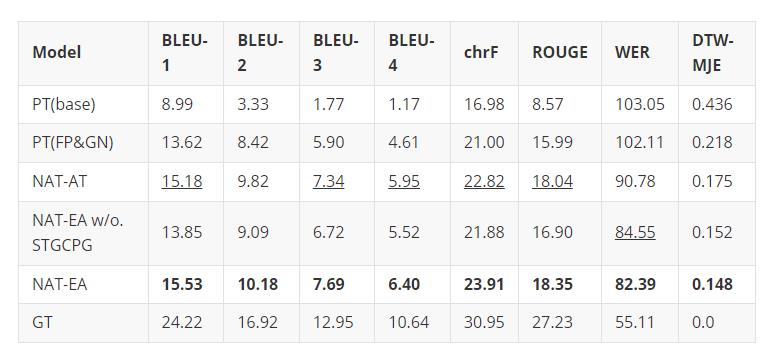 Model BLEU-1 BLEU-2 BLEU-3 BLEU-4 chrF ROUGE WER DTW-MJE
PT(base) 8.99 3.33 1.77 1.17 16.98 8.57 103.05 0.436
PT(FP&GN) 13.62 8.42 5.90 4.61 21.00 15.99 102.11 0.218
NAT-AT 15.18 9.82 7.34 5.95 22.82 18.04 90.78 0.175
NAT-EA w/o. STGCPG 13.85 9.09 6.72 5.52 21.88 16.90 84.55 0.152
NAT-EA 15.53 10.18 7.69 6.40 23.91 18.35 82.39 0.148
GT 24.22 16.92 12.95 10.64 30.95 27.23 55.11 0.0